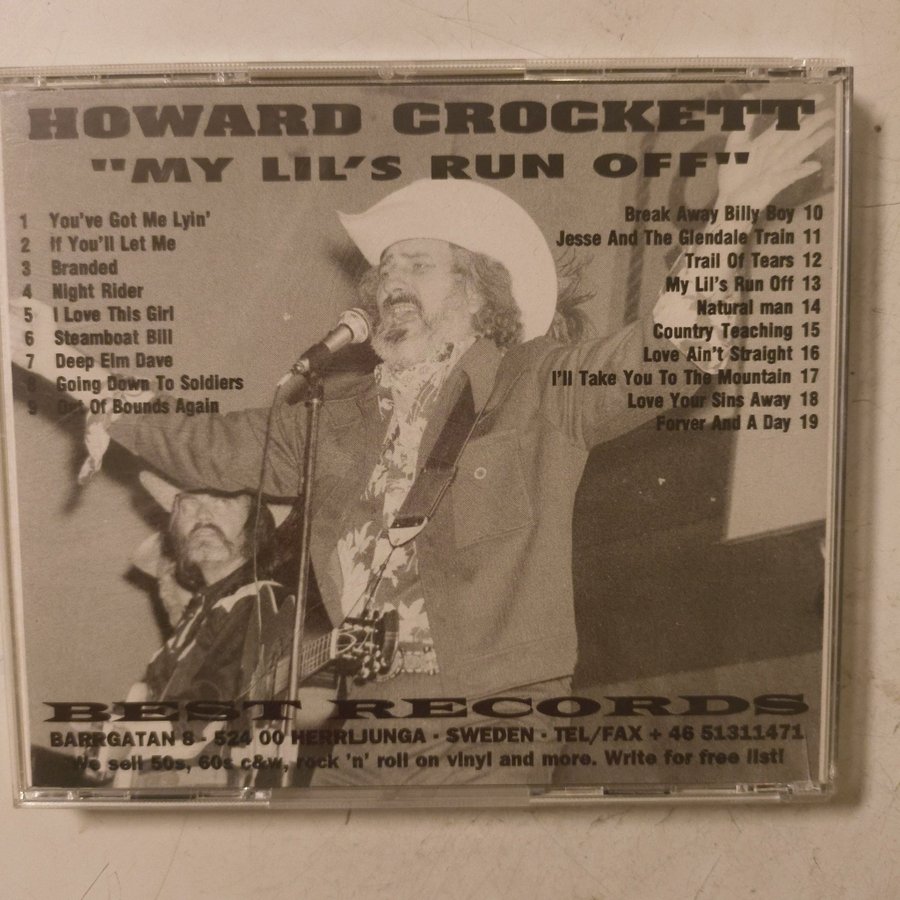 HOWARD CROCKETT
"MY LIL'S RUN OFF"
1 You've Got Me Lyin'
2 If You'll Let Me
3 Branded
4 Night Rider
5 I Love This Girl
6 Steamboat Bill
7 Deep Elm Dave
8 Going Down To Soldiers
9 Out Of Bounds Again
Break Away Billy Boy 10
Jesse And The Glendale Train 11
Trail Of Tears 12
My Lil's Run Off 13
Natural man 14
Country Teaching 15
Love Ain't Straight 16
I'll Take You To The Mountain 17
Love Your Sins Away 18
Forver And A Day 19
BEST RECORDS
BARRGATAN 8 - 524 00 HERRLJUNGA · SWEDEN · TEL/FAX + 46 51311471
We sell 50s, 60s c&w, rock 'n' roll on vinyl and more. Write for free list!